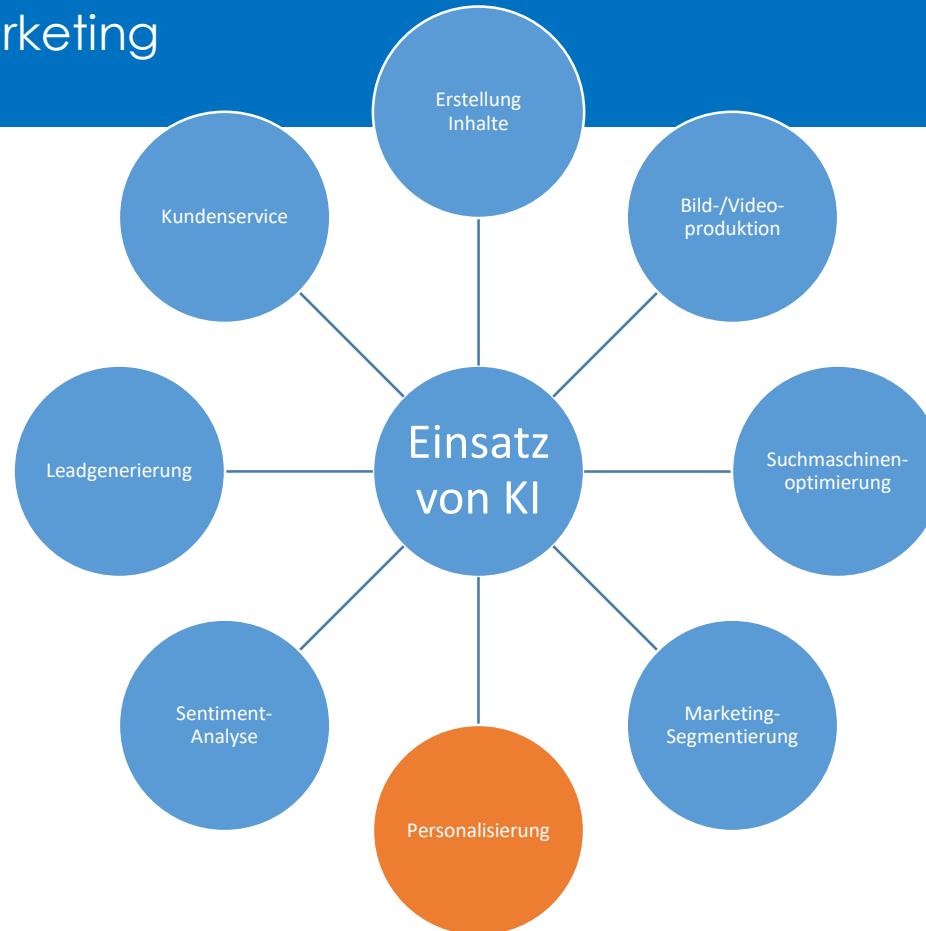 rketing
Erstellung
Inhalte
Bild-/Video-
produktion
Suchmaschinen-
optimierung
Marketing-
Segmentierung
Personalisierung
Sentiment-
Analyse
Leadgenerierung
Kundenservice
Einsatz
von KI